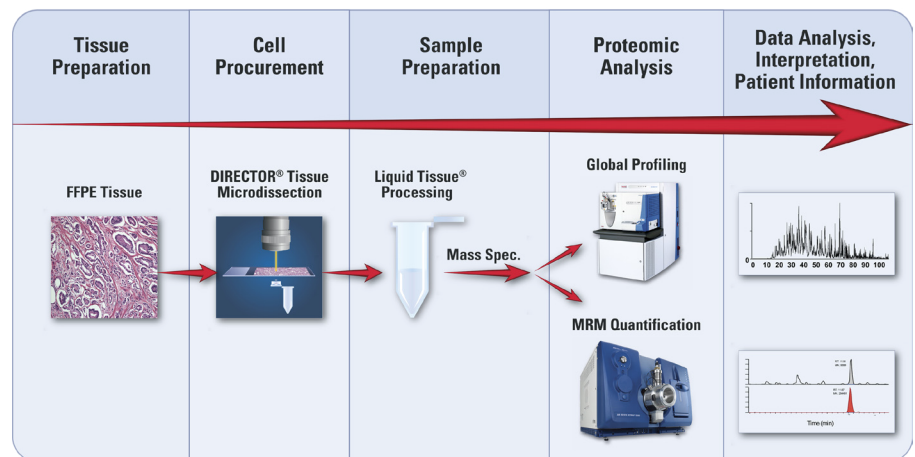 Tissue
Preparation
Cell
Procurement
Sample
Preparation
Proteomic
Analysis
Data Analysis,
Interpretation,
Patient Information
FFPE Tissue
DIRECTOR® Tissue
Microdissection
Liquid Tissue®
Processing
Mass Spec.
Global Profiling
MRM Quantification
0
0 10 20 30 40 50 60 70 80 90 100
Time (min)